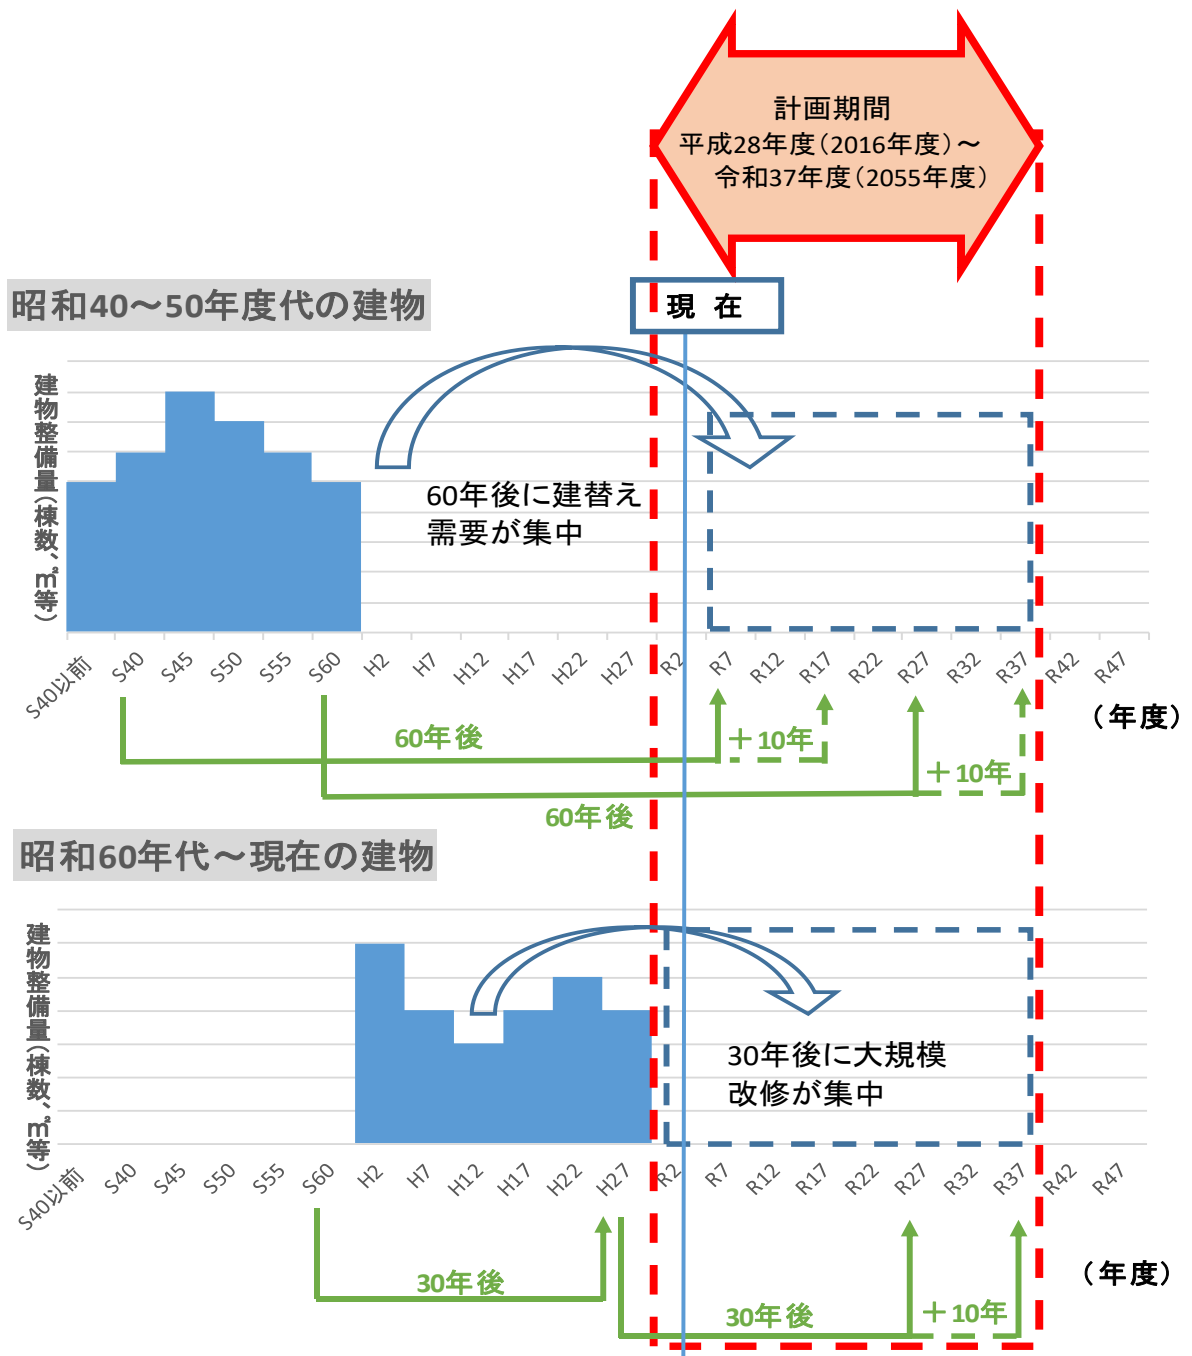 計画期間
平成28年度（2016年度）～
令和37年度（2055年度）
昭和40～50年度代の建物
現 在
建物整備量（棟数、㎡等）
60年後に建替え
需要が集中
S40以前 S40 S45 S50 S55 S60 H2 H7 H12 H17 H22 H27 R2 R7 R12 R17 R22 R27 R32 R37 R42 R47
（年度）
60年後
＋10年
＋10年
60年後
昭和60年代～現在の建物
建物整備量（棟数、㎡等）
30年後に大規模
改修が集中
S40以前 S40 S45 S50 S55 S60 H2 H7 H12 H17 H22 H27 R2 R7 R12 R17 R22 R27 R32 R37 R42 R47
（年度）
30年後
30年後
＋10年